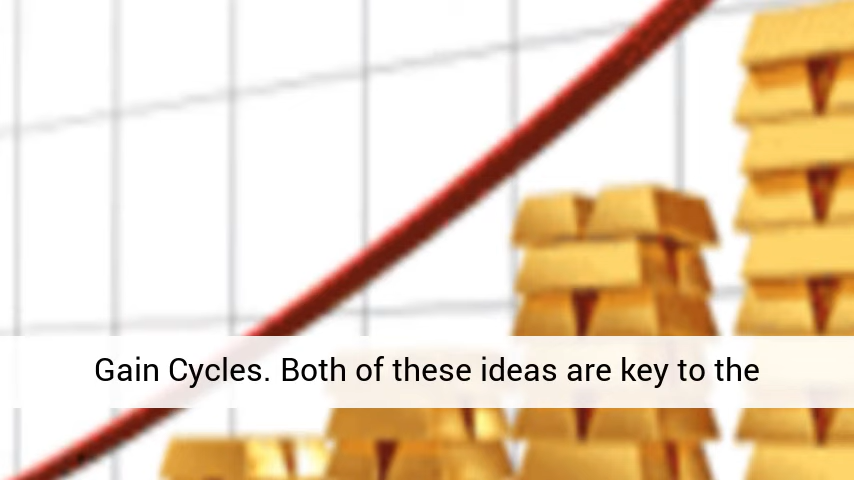 Gain Cycles. Both of these ideas are key to the